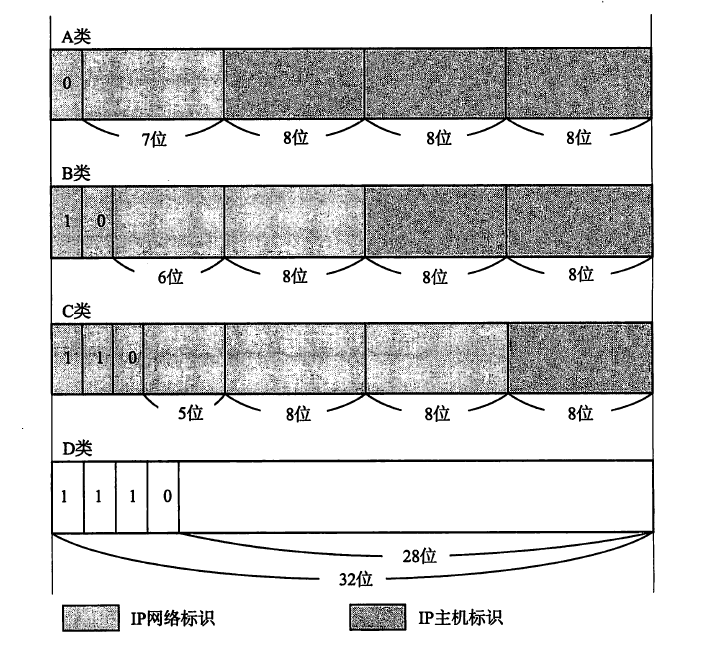 A类
0
7位 8位 8位 8位
B类
1 0
6位 8位 8位 8位
C类
1 1 0
5位 8位 8位 8位
D类
1 1 1 0
28位
32位
IP网络标识 IP主机标识